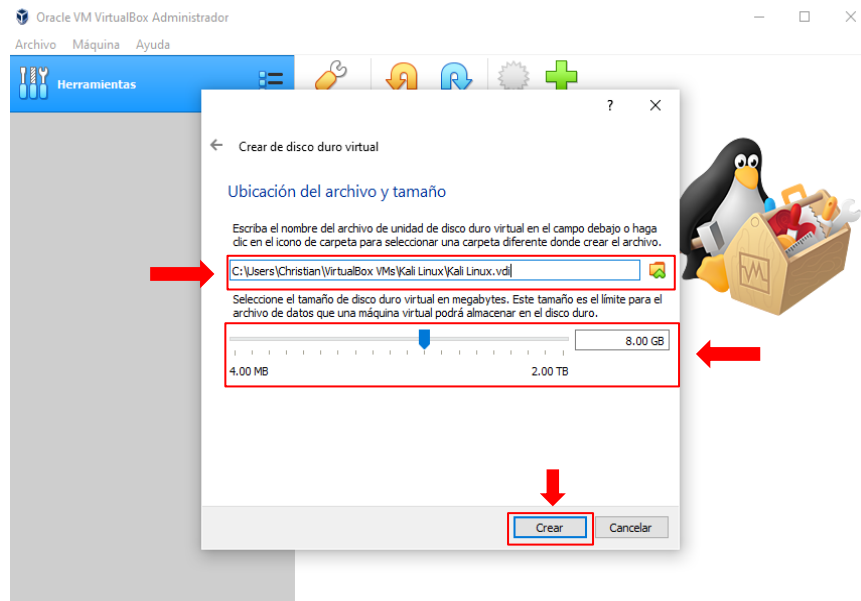 Oracle VM VirtualBox Administrador
Archivo Máquina Ayuda
Herramientas
?
Crear de disco duro virtual
Ubicación del archivo y tamaño
Escriba el nombre del archivo de unidad de disco duro virtual en el campo debajo o haga
clic en el icono de carpeta para seleccionar una carpeta diferente donde crear el archivo.
C:\Users\Christian\VirtualBox VMs\Kali Linux\Kali Linux.vdi
Seleccione el tamaño de disco duro virtual en megabytes. Este tamaño es el límite para el
archivo de datos que una máquina virtual podrá almacenar en el disco duro.
8.00 GB
4.00 MB 2.00 TB
Crear Cancelar